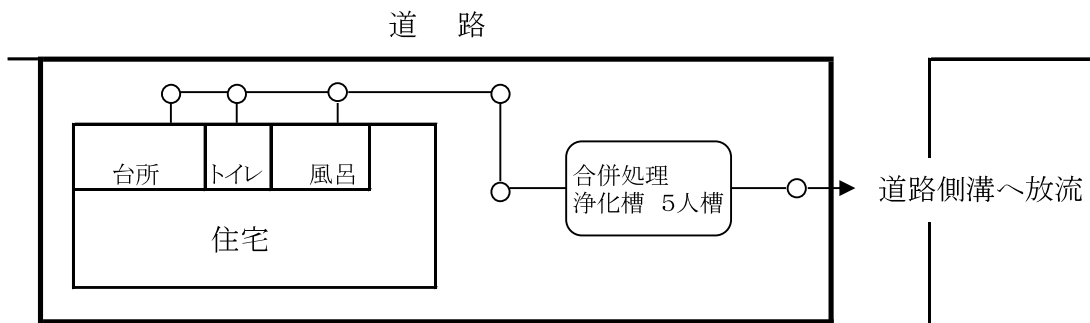 道 路
台所
トイレ
風呂
合併処理
浄化槽 5人槽
道路側溝へ放流
住宅